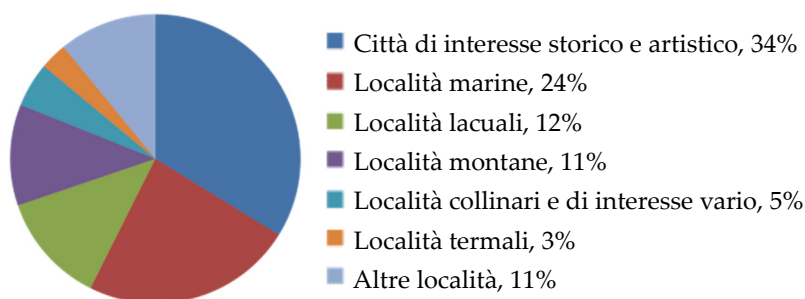 Città di interesse storico e artistico, 34%
Località marine, 24%
Località lacuali, 12%
Località montane, 11%
Località collinari e di interesse vario, 5%
Località termali, 3%
Altre località, 11%